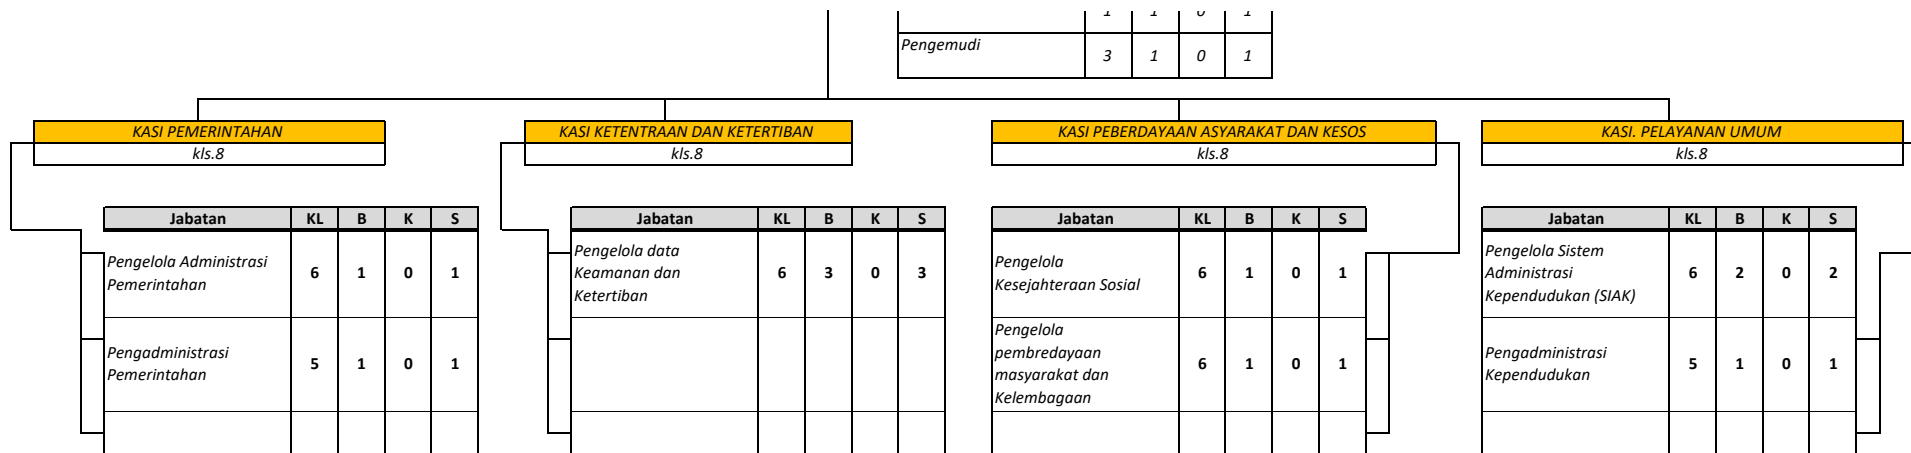 1 1 0 1
Pengemudi 3 1 0 1
KASI PEMERINTAHAN
kls.8
KASI KETENTRAAN DAN KETERTIBAN
kls.8
KASI PEBERDAYAAN ASYARAKAT DAN KESOS
kls.8
KASI. PELAYANAN UMUM
kls.8
Jabatan KL B K S
Pengelola Administrasi
Pemerintahan
6 1 0 1
Pengadministrasi
Pemerintahan
5 1 0 1
Jabatan KL B K S
Pengelola data
Keamanan dan
Ketertiban
6 3 0 3
Jabatan KL B K S
Pengelola
Kesejahteraan Sosial
6 1 0 1
Pengelola
pembredayaan
masyarakat dan
Kelembagaan
6 1 0 1
Jabatan KL B K S
Pengelola Sistem
Administrasi
Kependudukan (SIAK)
6 2 0 2
Pengadministrasi
Kependudukan
5 1 0 1